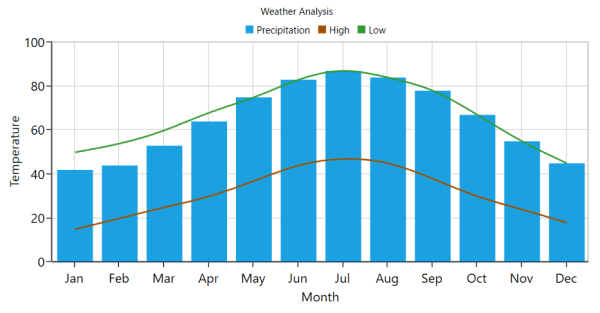 Weather Analysis
Precipitation High Low
100
80
60
40
20
0
Temperature
Jan Feb Mar Apr May Jun Jul Aug Sep Oct Nov Dec
Month